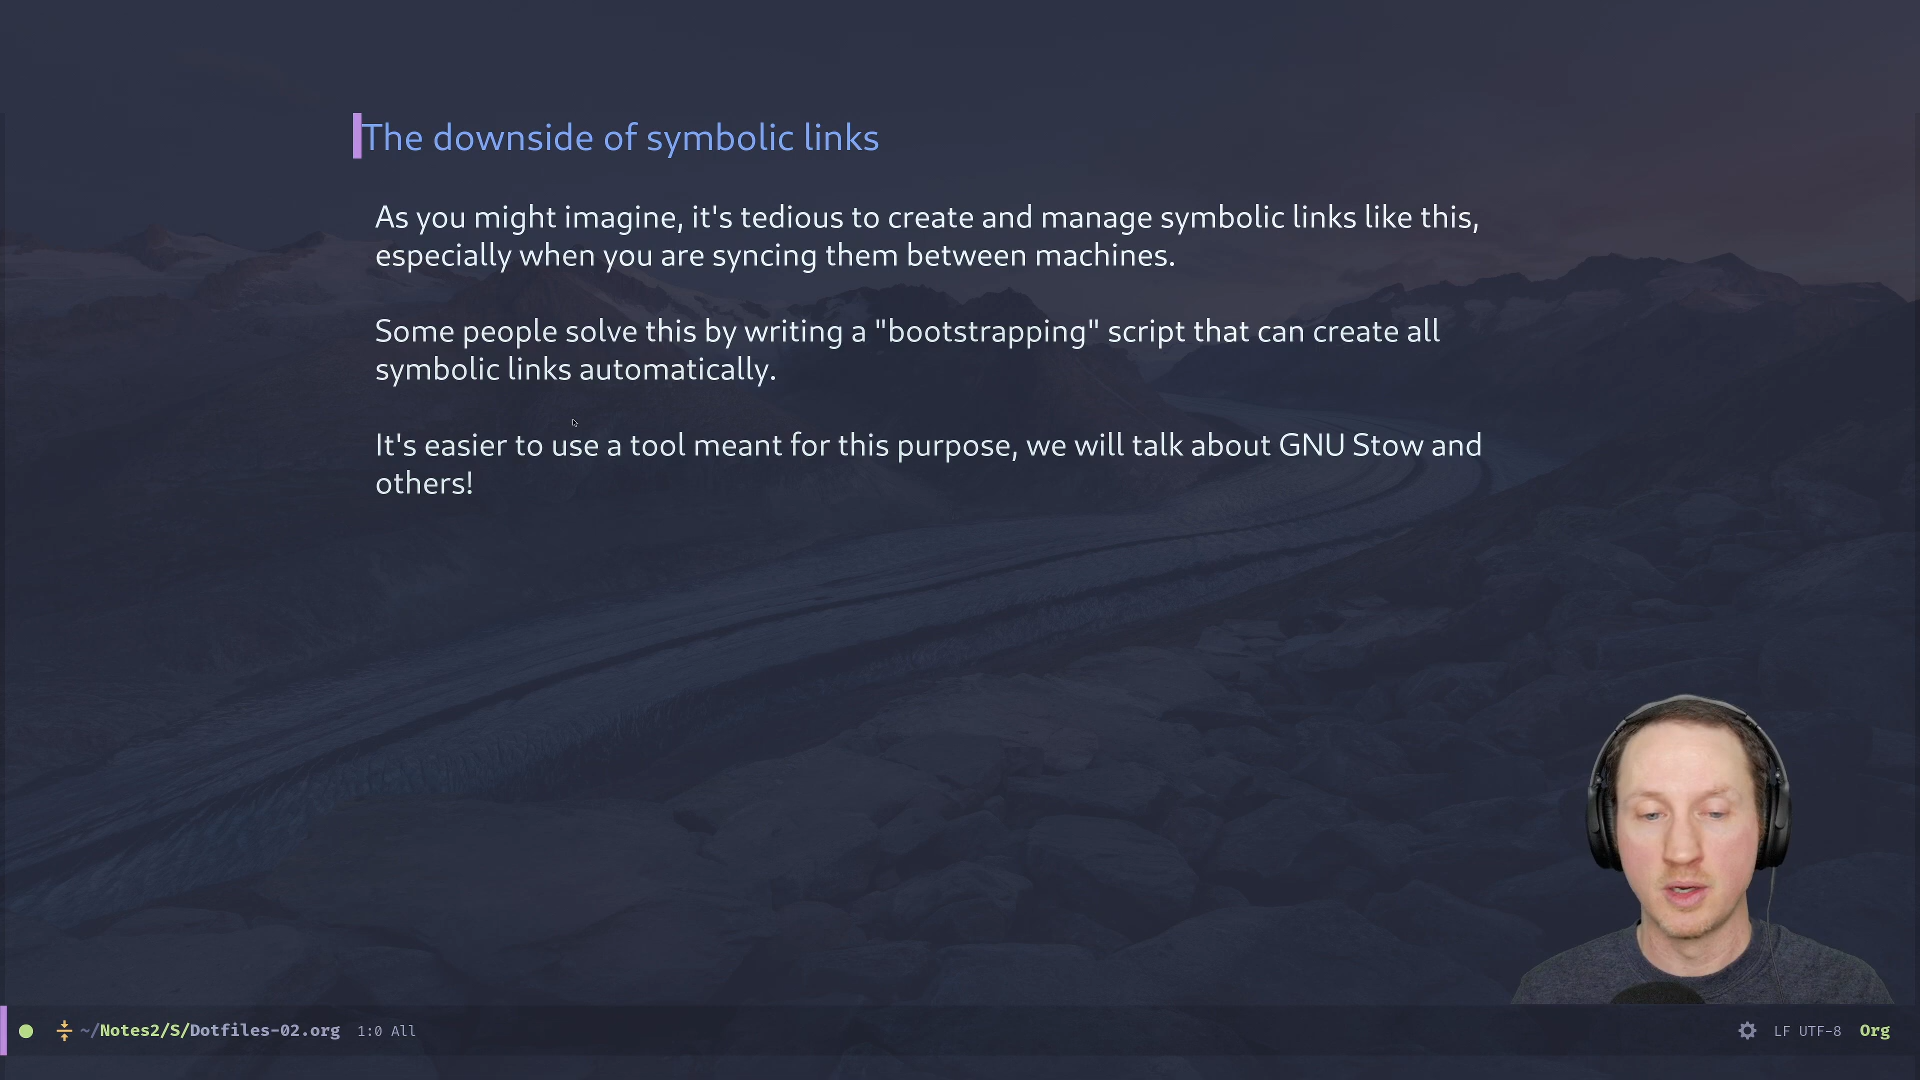 The downside of symbolic links
As you might imagine, it's tedious to create and manage symbolic links like this,
especially when you are syncing them between machines.
Some people solve this by writing a "bootstrapping" script that can create all
symbolic links automatically.
It's easier to use a tool meant for this purpose, we will talk about GNU Stow and
others!
~/Notes2/S/Dotfiles-02.org 1:0 All LF UTF-8 Org